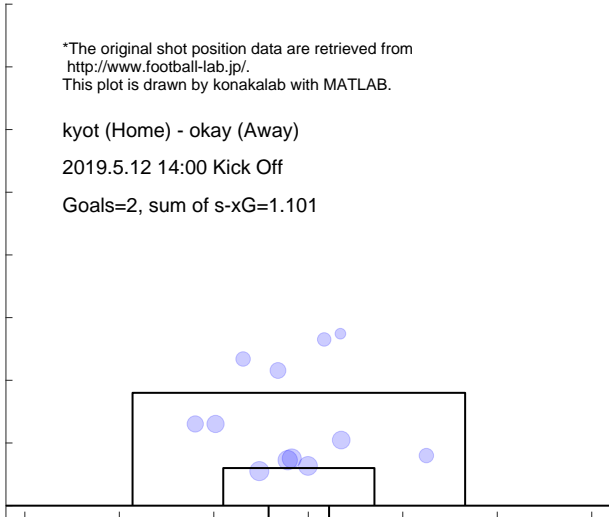 *The original shot position data are retrieved from
http://www.football-lab.jp/.
This plot is drawn by konakalab with MATLAB.
kyot (Home) - okay (Away)
2019.5.12 14:00 Kick Off
Goals=2, sum of s-xG=1.101